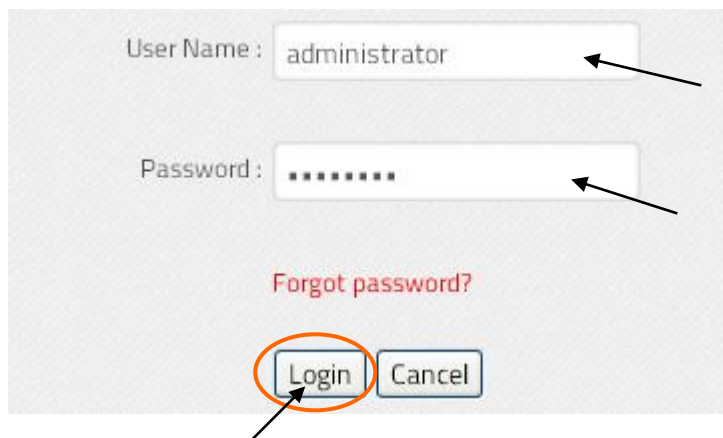 User Name : administrator
Password : ▪▪▪▪▪▪▪▪
Forgot password?
Login Cancel